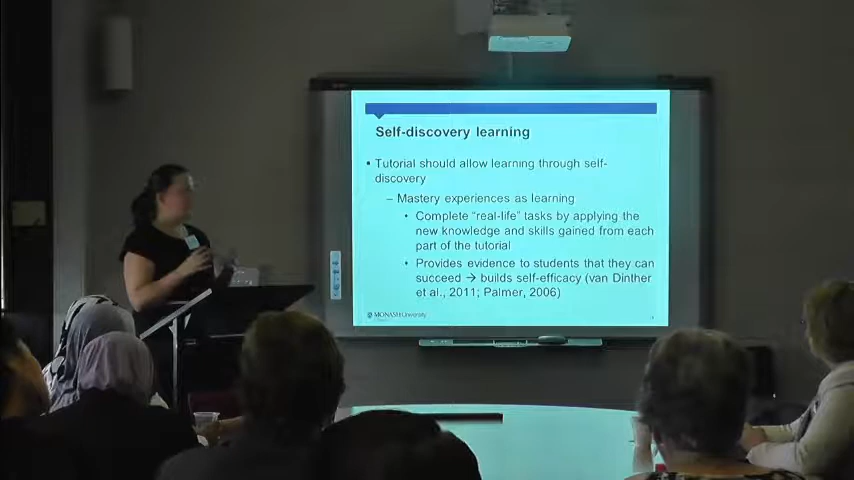 Self-discovery learning
▪ Tutorial should allow learning through self-
discovery
– Mastery experiences as learning
• Complete “real-life” tasks by applying the
new knowledge and skills gained from each
part of the tutorial
• Provides evidence to students that they can
succeed → builds self-efficacy (van Dinther
et al., 2011; Palmer, 2006)
MONASH University